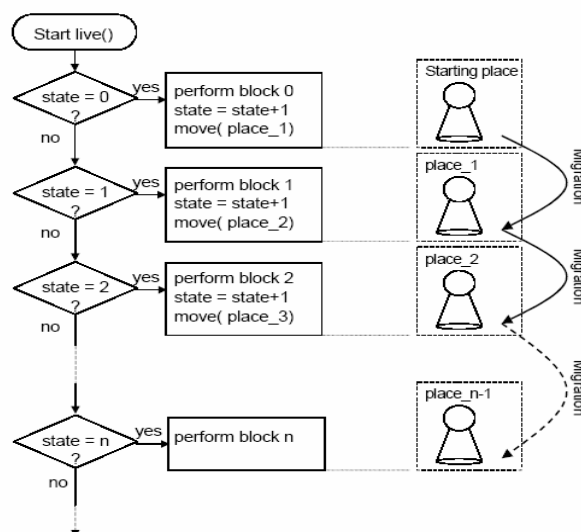 Start live()
state = 0
?
yes
no
perform block 0
state = state+1
move( place_1)
Starting place
Migration
state = 1
?
yes
no
perform block 1
state = state+1
move( place_2)
place_1
Migration
state = 2
?
yes
no
perform block 2
state = state+1
move( place_3)
place_2
Migration
state = n
?
yes
no
perform block n
place_n-1